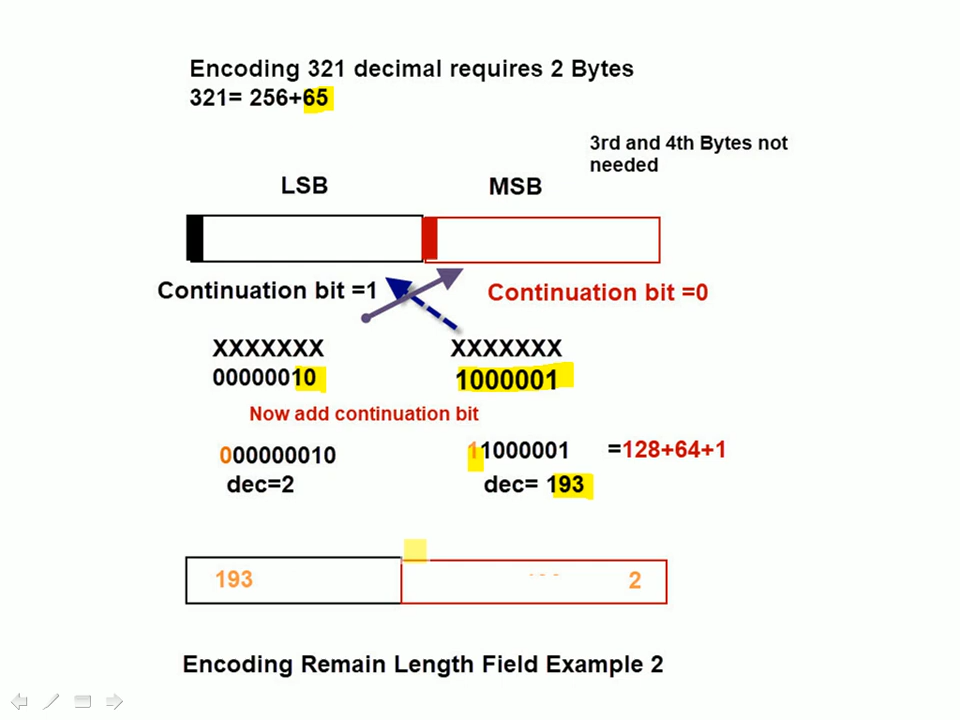 Encoding 321 decimal requires 2 Bytes
321= 256+65
3rd and 4th Bytes not
needed
LSB
MSB
Continuation bit =1
Continuation bit =0
XXXXXXX
XXXXXXX
00000010
1000001
Now add continuation bit
000000010
11000001
=128+64+1
dec=2
dec= 193
193
2
Encoding Remain Length Field Example 2